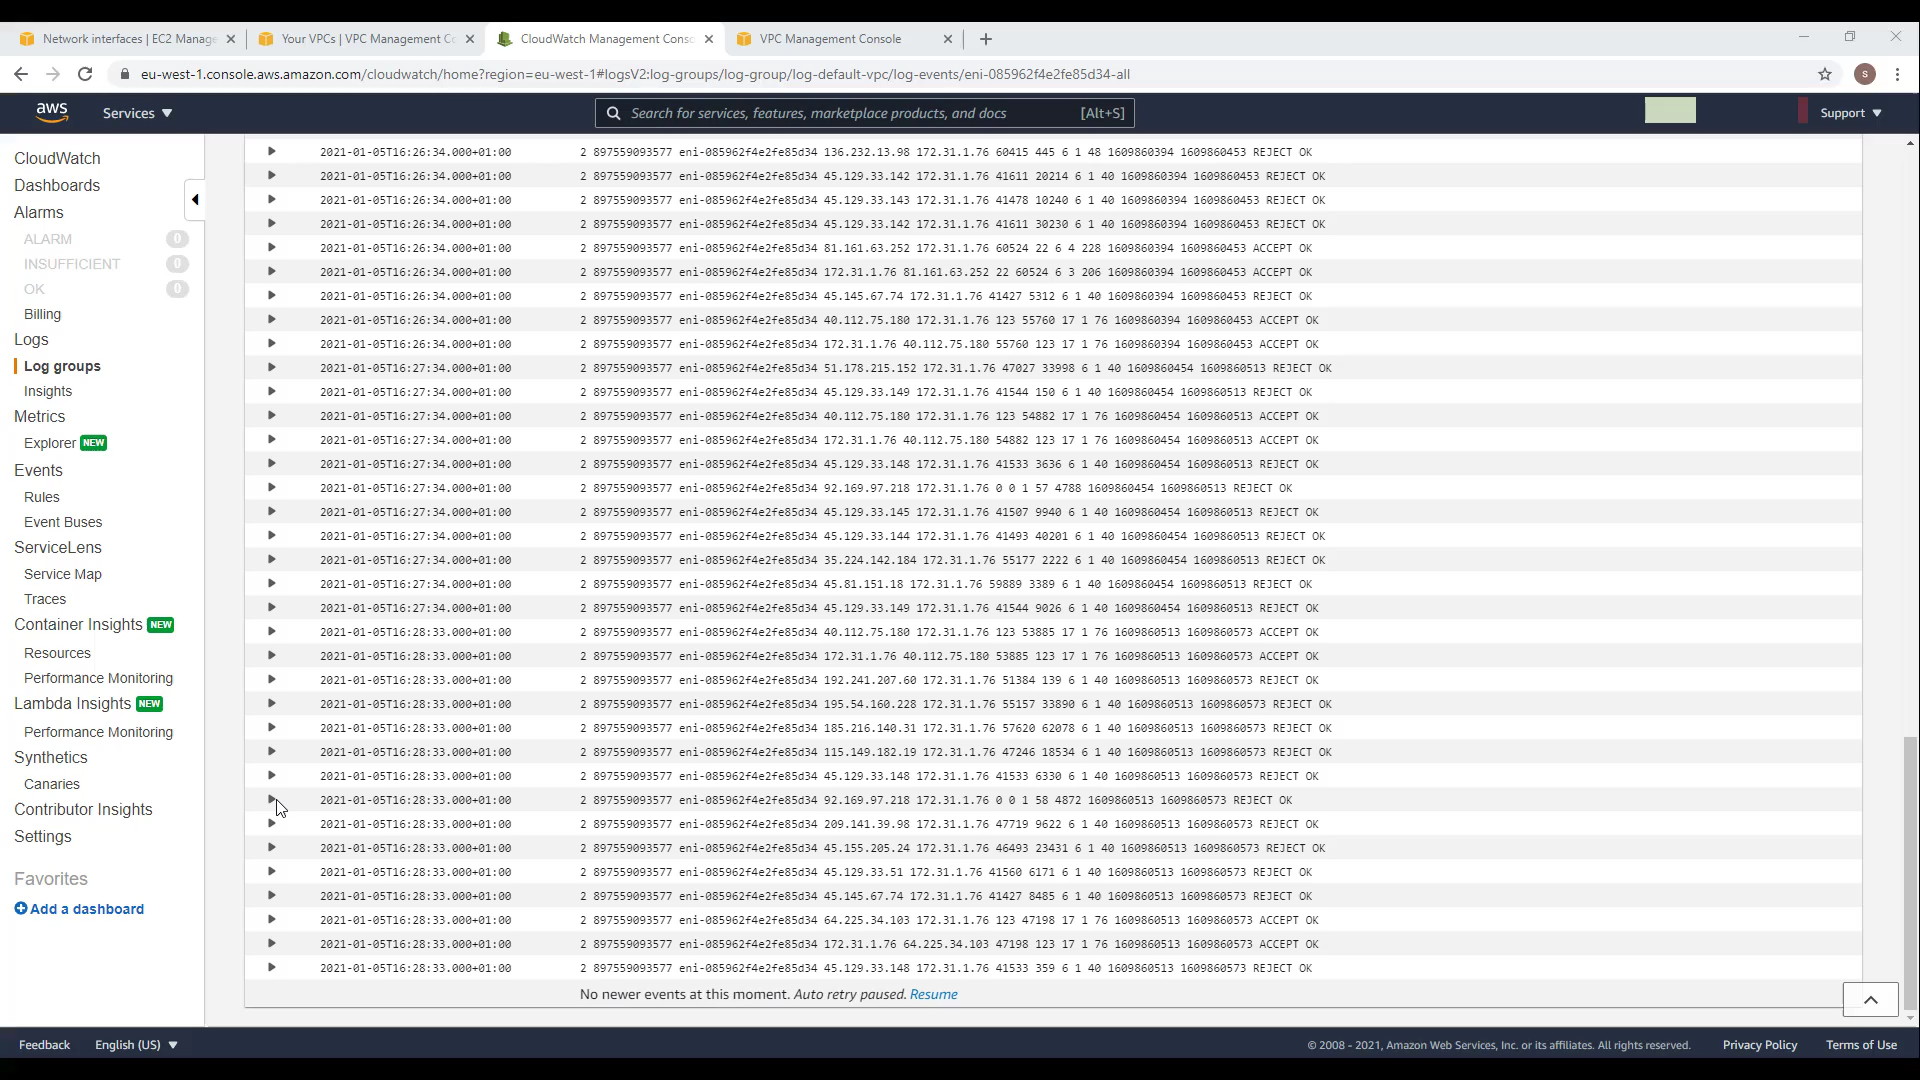 Network interfaces | EC2 Manage
Your VPCs | VPC Management Co
CloudWatch Management Conso
VPC Management Console
eu-west-1.console.aws.amazon.com/cloudwatch/home?region=eu-west-1#logsV2:log-groups/log-group/log-default-vpc/log-events/eni-085962f4e2fe85d34-all
S
aws
Services
Search for services, features, marketplace products, and docs
[Alt+S]
Support
CloudWatch
Dashboards
Alarms
ALARM 0
INSUFFICIENT 0
OK 0
Billing
Logs
Log groups
Insights
Metrics
Explorer NEW
Events
Rules
Event Buses
ServiceLens
Service Map
Traces
Container Insights NEW
Resources
Performance Monitoring
Lambda Insights NEW
Performance Monitoring
Synthetics
Canaries
Contributor Insights
Settings
Favorites
Add a dashboard
2021-01-05T16:26:34.000+01:00 2 897559093577 eni-085962f4e2fe85d34 136.232.13.98 172.31.1.76 60415 445 6 1 48 1609860394 1609860453 REJECT OK
2021-01-05T16:26:34.000+01:00 2 897559093577 eni-085962f4e2fe85d34 45.129.33.142 172.31.1.76 41611 20214 6 1 40 1609860394 1609860453 REJECT OK
2021-01-05T16:26:34.000+01:00 2 897559093577 eni-085962f4e2fe85d34 45.129.33.143 172.31.1.76 41478 10240 6 1 40 1609860394 1609860453 REJECT OK
2021-01-05T16:26:34.000+01:00 2 897559093577 eni-085962f4e2fe85d34 45.129.33.142 172.31.1.76 41611 30230 6 1 40 1609860394 1609860453 REJECT OK
2021-01-05T16:26:34.000+01:00 2 897559093577 eni-085962f4e2fe85d34 81.161.63.252 172.31.1.76 60524 22 6 4 228 1609860394 1609860453 ACCEPT OK
2021-01-05T16:26:34.000+01:00 2 897559093577 eni-085962f4e2fe85d34 172.31.1.76 81.161.63.252 22 60524 6 3 206 1609860394 1609860453 ACCEPT OK
2021-01-05T16:26:34.000+01:00 2 897559093577 eni-085962f4e2fe85d34 45.145.67.74 172.31.1.76 41427 5312 6 1 40 1609860394 1609860453 REJECT OK
2021-01-05T16:26:34.000+01:00 2 897559093577 eni-085962f4e2fe85d34 40.112.75.180 172.31.1.76 123 55760 17 1 76 1609860394 1609860453 ACCEPT OK
2021-01-05T16:26:34.000+01:00 2 897559093577 eni-085962f4e2fe85d34 172.31.1.76 40.112.75.180 55760 123 17 1 76 1609860394 1609860453 ACCEPT OK
2021-01-05T16:27:34.000+01:00 2 897559093577 eni-085962f4e2fe85d34 51.178.215.152 172.31.1.76 47027 33998 6 1 40 1609860454 1609860513 REJECT OK
2021-01-05T16:27:34.000+01:00 2 897559093577 eni-085962f4e2fe85d34 45.129.33.149 172.31.1.76 41544 150 6 1 40 1609860454 1609860513 REJECT OK
2021-01-05T16:27:34.000+01:00 2 897559093577 eni-085962f4e2fe85d34 40.112.75.180 172.31.1.76 123 54882 17 1 76 1609860454 1609860513 ACCEPT OK
2021-01-05T16:27:34.000+01:00 2 897559093577 eni-085962f4e2fe85d34 172.31.1.76 40.112.75.180 54882 123 17 1 76 1609860454 1609860513 ACCEPT OK
2021-01-05T16:27:34.000+01:00 2 897559093577 eni-085962f4e2fe85d34 45.129.33.148 172.31.1.76 41533 3636 6 1 40 1609860454 1609860513 REJECT OK
2021-01-05T16:27:34.000+01:00 2 897559093577 eni-085962f4e2fe85d34 92.169.97.218 172.31.1.76 0 0 1 57 4788 1609860454 1609860513 REJECT OK
2021-01-05T16:27:34.000+01:00 2 897559093577 eni-085962f4e2fe85d34 45.129.33.145 172.31.1.76 41507 9940 6 1 40 1609860454 1609860513 REJECT OK
2021-01-05T16:27:34.000+01:00 2 897559093577 eni-085962f4e2fe85d34 45.129.33.144 172.31.1.76 41493 40201 6 1 40 1609860454 1609860513 REJECT OK
2021-01-05T16:27:34.000+01:00 2 897559093577 eni-085962f4e2fe85d34 35.224.142.184 172.31.1.76 55177 2222 6 1 40 1609860454 1609860513 REJECT OK
2021-01-05T16:27:34.000+01:00 2 897559093577 eni-085962f4e2fe85d34 45.81.151.18 172.31.1.76 59889 3389 6 1 40 1609860454 1609860513 REJECT OK
2021-01-05T16:27:34.000+01:00 2 897559093577 eni-085962f4e2fe85d34 45.129.33.149 172.31.1.76 41544 9026 6 1 40 1609860454 1609860513 REJECT OK
2021-01-05T16:28:33.000+01:00 2 897559093577 eni-085962f4e2fe85d34 40.112.75.180 172.31.1.76 123 53885 17 1 76 1609860513 1609860573 ACCEPT OK
2021-01-05T16:28:33.000+01:00 2 897559093577 eni-085962f4e2fe85d34 172.31.1.76 40.112.75.180 53885 123 17 1 76 1609860513 1609860573 ACCEPT OK
2021-01-05T16:28:33.000+01:00 2 897559093577 eni-085962f4e2fe85d34 192.241.207.60 172.31.1.76 51384 139 6 1 40 1609860513 1609860573 REJECT OK
2021-01-05T16:28:33.000+01:00 2 897559093577 eni-085962f4e2fe85d34 195.54.160.228 172.31.1.76 55157 33890 6 1 40 1609860513 1609860573 REJECT OK
2021-01-05T16:28:33.000+01:00 2 897559093577 eni-085962f4e2fe85d34 185.216.140.31 172.31.1.76 57620 62078 6 1 40 1609860513 1609860573 REJECT OK
2021-01-05T16:28:33.000+01:00 2 897559093577 eni-085962f4e2fe85d34 115.149.182.19 172.31.1.76 47246 18534 6 1 40 1609860513 1609860573 REJECT OK
2021-01-05T16:28:33.000+01:00 2 897559093577 eni-085962f4e2fe85d34 45.129.33.148 172.31.1.76 41533 6330 6 1 40 1609860513 1609860573 REJECT OK
2021-01-05T16:28:33.000+01:00 2 897559093577 eni-085962f4e2fe85d34 92.169.97.218 172.31.1.76 0 0 1 58 4872 1609860513 1609860573 REJECT OK
2021-01-05T16:28:33.000+01:00 2 897559093577 eni-085962f4e2fe85d34 209.141.39.98 172.31.1.76 47719 9622 6 1 40 1609860513 1609860573 REJECT OK
2021-01-05T16:28:33.000+01:00 2 897559093577 eni-085962f4e2fe85d34 45.155.205.24 172.31.1.76 46493 23431 6 1 40 1609860513 1609860573 REJECT OK
2021-01-05T16:28:33.000+01:00 2 897559093577 eni-085962f4e2fe85d34 45.129.33.51 172.31.1.76 41560 6171 6 1 40 1609860513 1609860573 REJECT OK
2021-01-05T16:28:33.000+01:00 2 897559093577 eni-085962f4e2fe85d34 45.145.67.74 172.31.1.76 41427 8485 6 1 40 1609860513 1609860573 REJECT OK
2021-01-05T16:28:33.000+01:00 2 897559093577 eni-085962f4e2fe85d34 64.225.34.103 172.31.1.76 123 47198 17 1 76 1609860513 1609860573 ACCEPT OK
2021-01-05T16:28:33.000+01:00 2 897559093577 eni-085962f4e2fe85d34 172.31.1.76 64.225.34.103 47198 123 17 1 76 1609860513 1609860573 ACCEPT OK
2021-01-05T16:28:33.000+01:00 2 897559093577 eni-085962f4e2fe85d34 45.129.33.148 172.31.1.76 41533 359 6 1 40 1609860513 1609860573 REJECT OK
No newer events at this moment. Auto retry paused. Resume
Feedback
English (US)
© 2008 - 2021, Amazon Web Services, Inc. or its affiliates. All rights reserved.
Privacy Policy
Terms of Use